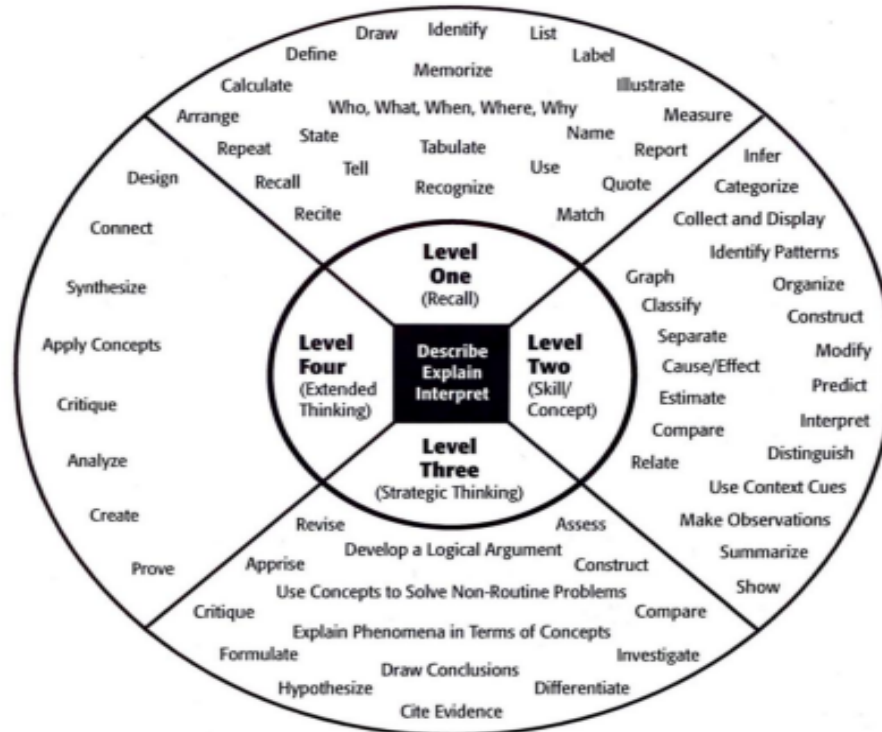 Draw
Identify
List
Define
Label
Calculate
Memorize
Illustrate
Arrange
Who, What, When, Where, Why
Measure
Repeat
State
Tabulate
Name
Report
Recall
Tell
Recognize
Use
Quote
Recite
Match
Level
One
(Recall)
Infer
Categorize
Collect and Display
Identify Patterns
Graph
Organize
Classify
Construct
Separate
Modify
Cause/Effect
Predict
Estimate
Interpret
Compare
Distinguish
Relate
Use Context Cues
Make Observations
Summarize
Show
Level
Two
(Skill/
Concept)
Describe
Explain
Interpret
Level
Four
(Extended
Thinking)
Design
Connect
Synthesize
Apply Concepts
Critique
Analyze
Create
Prove
Level
Three
(Strategic Thinking)
Revise
Assess
Develop a Logical Argument
Apprise
Construct
Use Concepts to Solve Non-Routine Problems
Critique
Compare
Explain Phenomena in Terms of Concepts
Formulate
Investigate
Draw Conclusions
Hypothesize
Differentiate
Cite Evidence